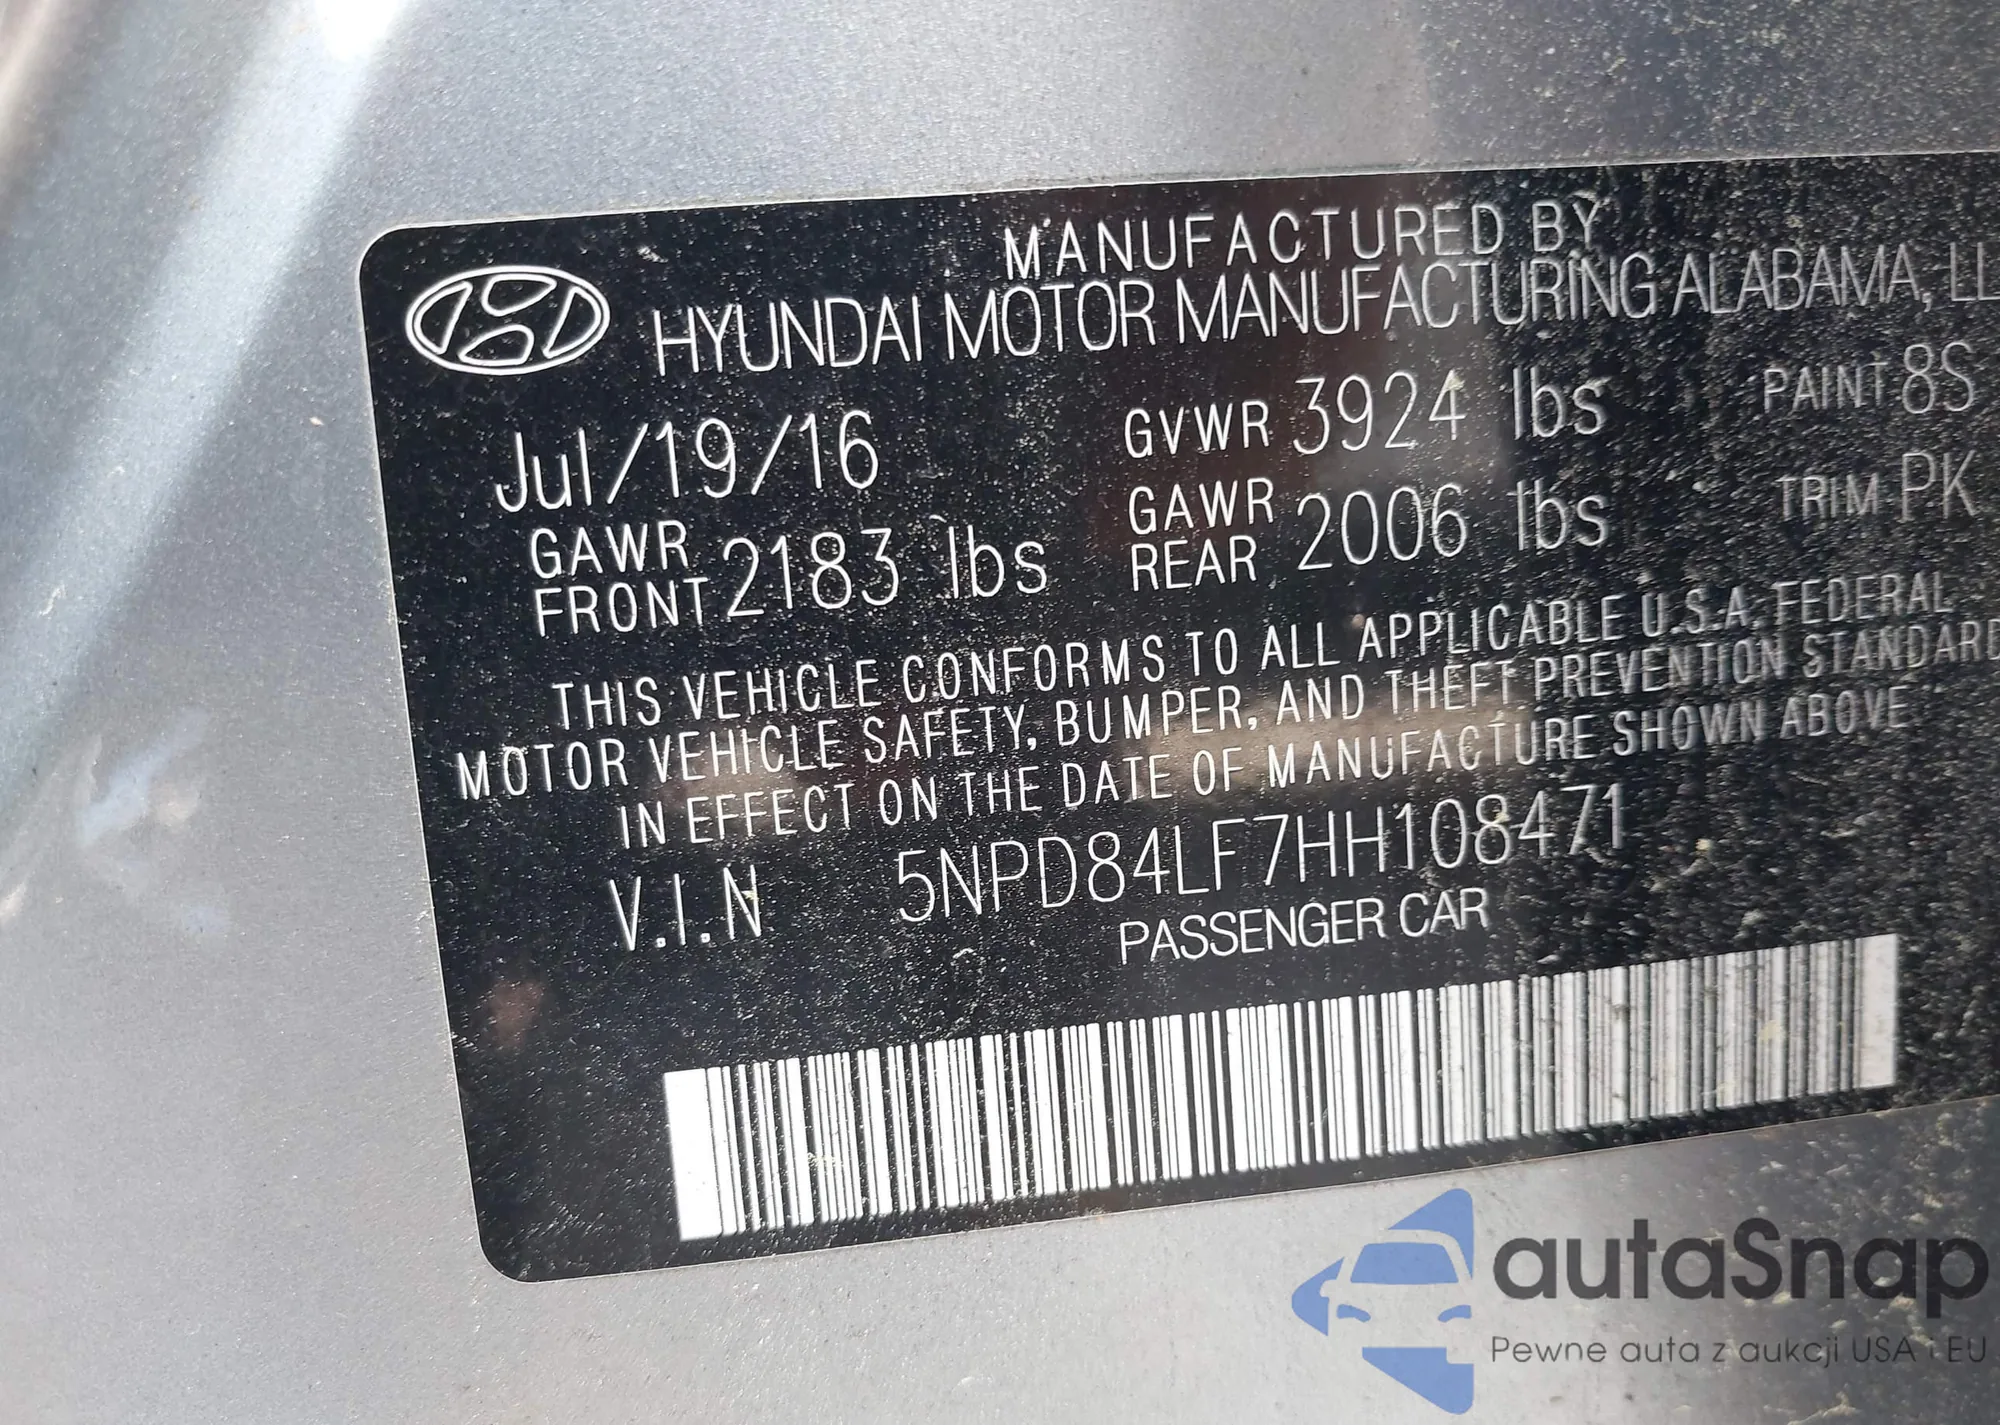 MANUFACTURED BY
HYUNDAI MOTOR MANUFACTURING ALABAMA, LL
Jul/19/16 GVWR 3924 lbs PAINT 8S
GAWR FRONT 2183 lbs GAWR REAR 2006 lbs TRIM PK
THIS VEHICLE CONFORMS TO ALL APPLICABLE U.S.A. FEDERAL
MOTOR VEHICLE SAFETY, BUMPER, AND THEFT PREVENTION STANDARD
IN EFFECT ON THE DATE OF MANUFACTURE SHOWN ABOVE
V.I.N 5NPD84LF7HH108471
PASSENGER CAR
autaSnap
Pewne auta z aukcji USA i EU